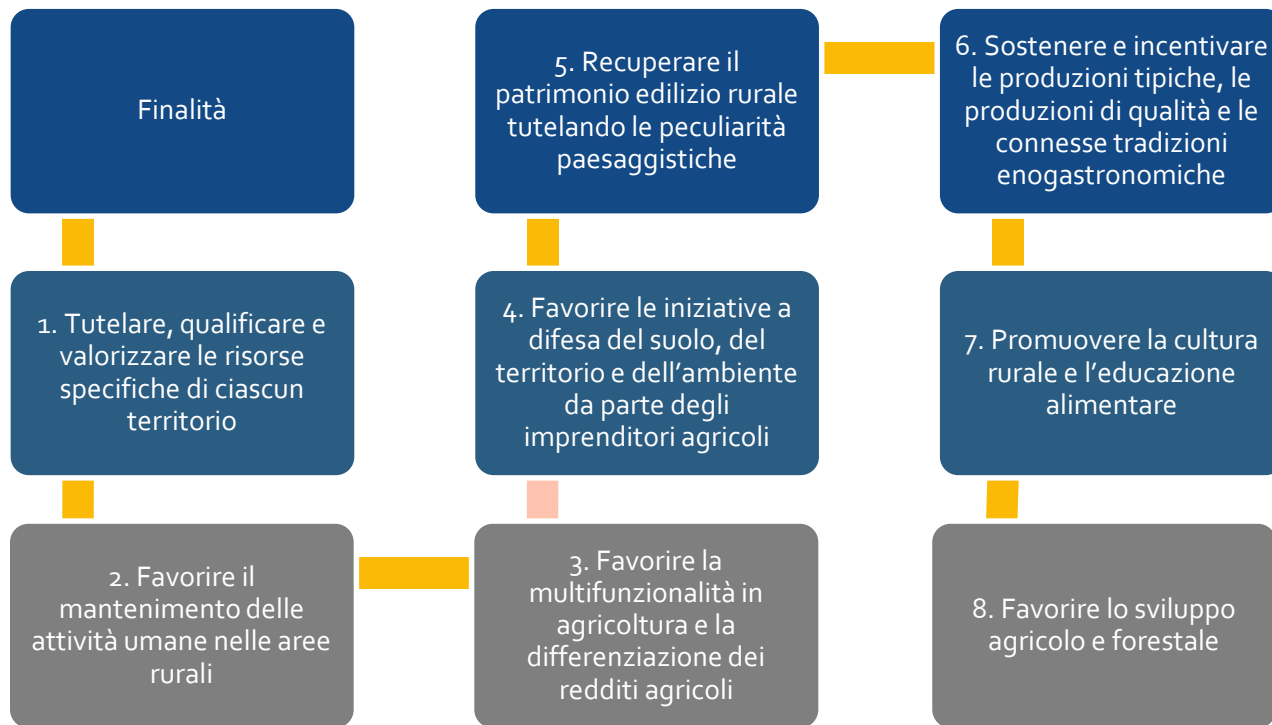 Finalità
1. Tutelare, qualificare e
valorizzare le risorse
specifiche di ciascun
territorio
2. Favorire il
mantenimento delle
attività umane nelle aree
rurali
3. Favorire la
multifunzionalità in
agricoltura e la
differenziazione dei
redditi agricoli
4. Favorire le iniziative a
difesa del suolo, del
territorio e dell’ambiente
da parte degli
imprenditori agricoli
5. Recuperare il
patrimonio edilizio rurale
tutelando le peculiarità
paesaggistiche
6. Sostenere e incentivare
le produzioni tipiche, le
produzioni di qualità e le
connesse tradizioni
enogastronomiche
7. Promuovere la cultura
rurale e l’educazione
alimentare
8. Favorire lo sviluppo
agricolo e forestale